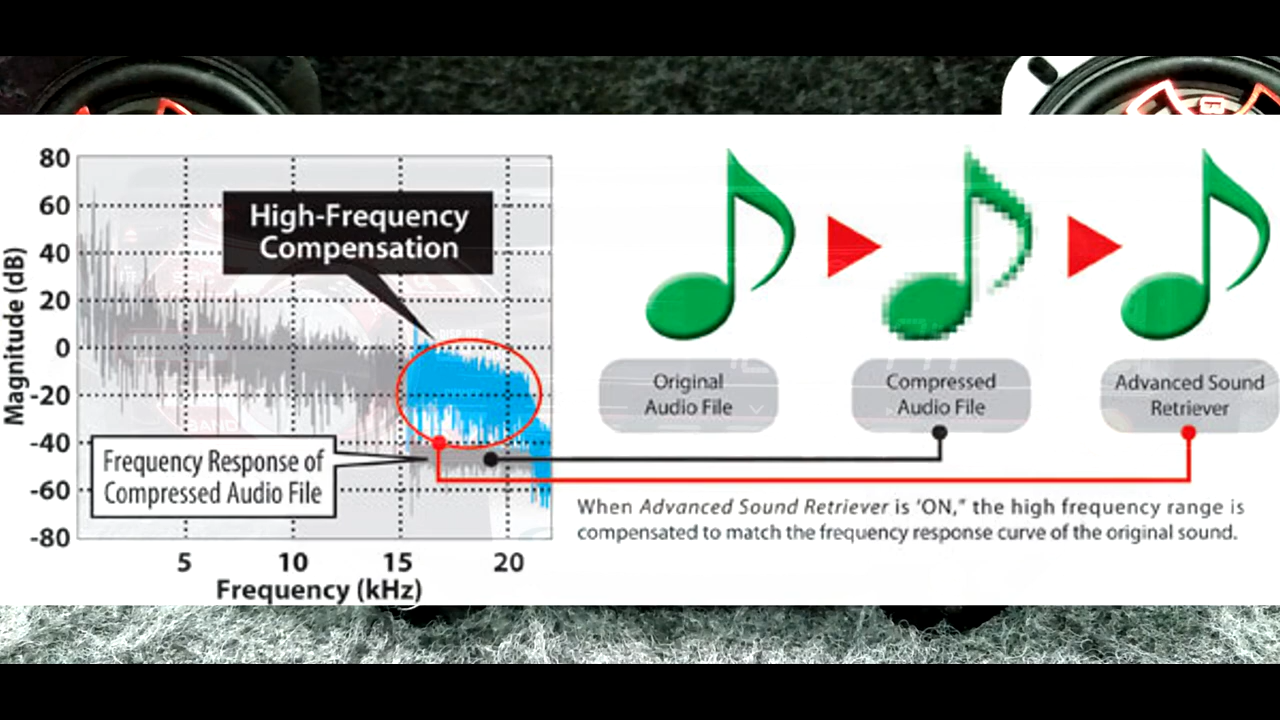 80
60
40
20
0
-20
-40
-60
-80
Magnitude (dB)
High-Frequency
Compensation
Frequency Response of
Compressed Audio File
5 10 15 20
Frequency (kHz)
Original
Audio File
Compressed
Audio File
Advanced Sound
Retriever
When Advanced Sound Retriever is 'ON," the high frequency range is
compensated to match the frequency response curve of the original sound.